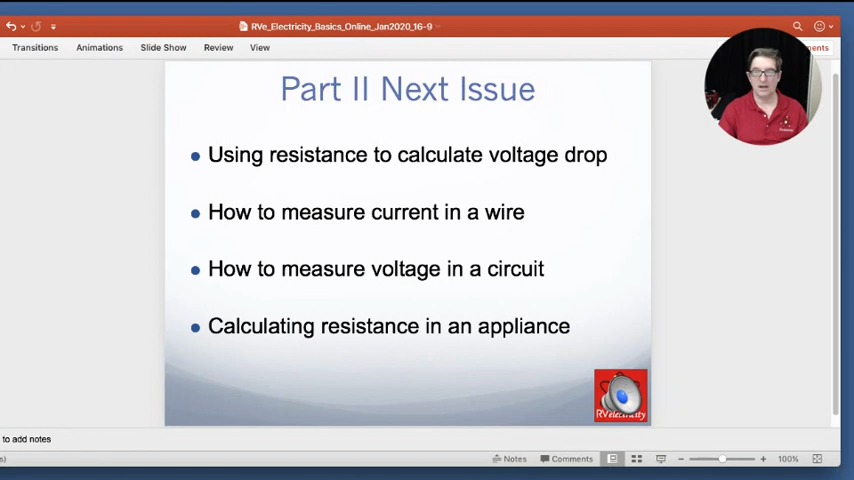 RVe_Electricity_Basics_Online_Jan2020_16-9
Transitions Animations Slide Show Review View
Part II Next Issue
Using resistance to calculate voltage drop
How to measure current in a wire
How to measure voltage in a circuit
Calculating resistance in an appliance
RVelectricity
to add notes
Notes Comments 100%